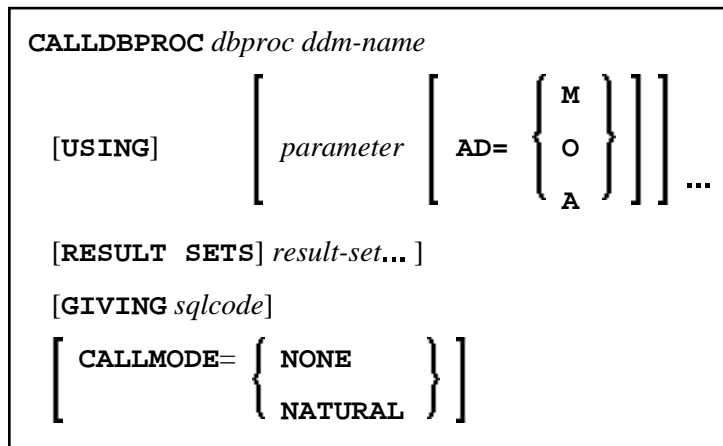 CALLDBPROC dbproc ddm-name
M
[USING] [ parameter [ AD= { O } ] ] ...
A
[RESULT SETS] result-set... ]
[GIVING sqlcode]
[ CALLMODE= { NONE
NATURAL } ]